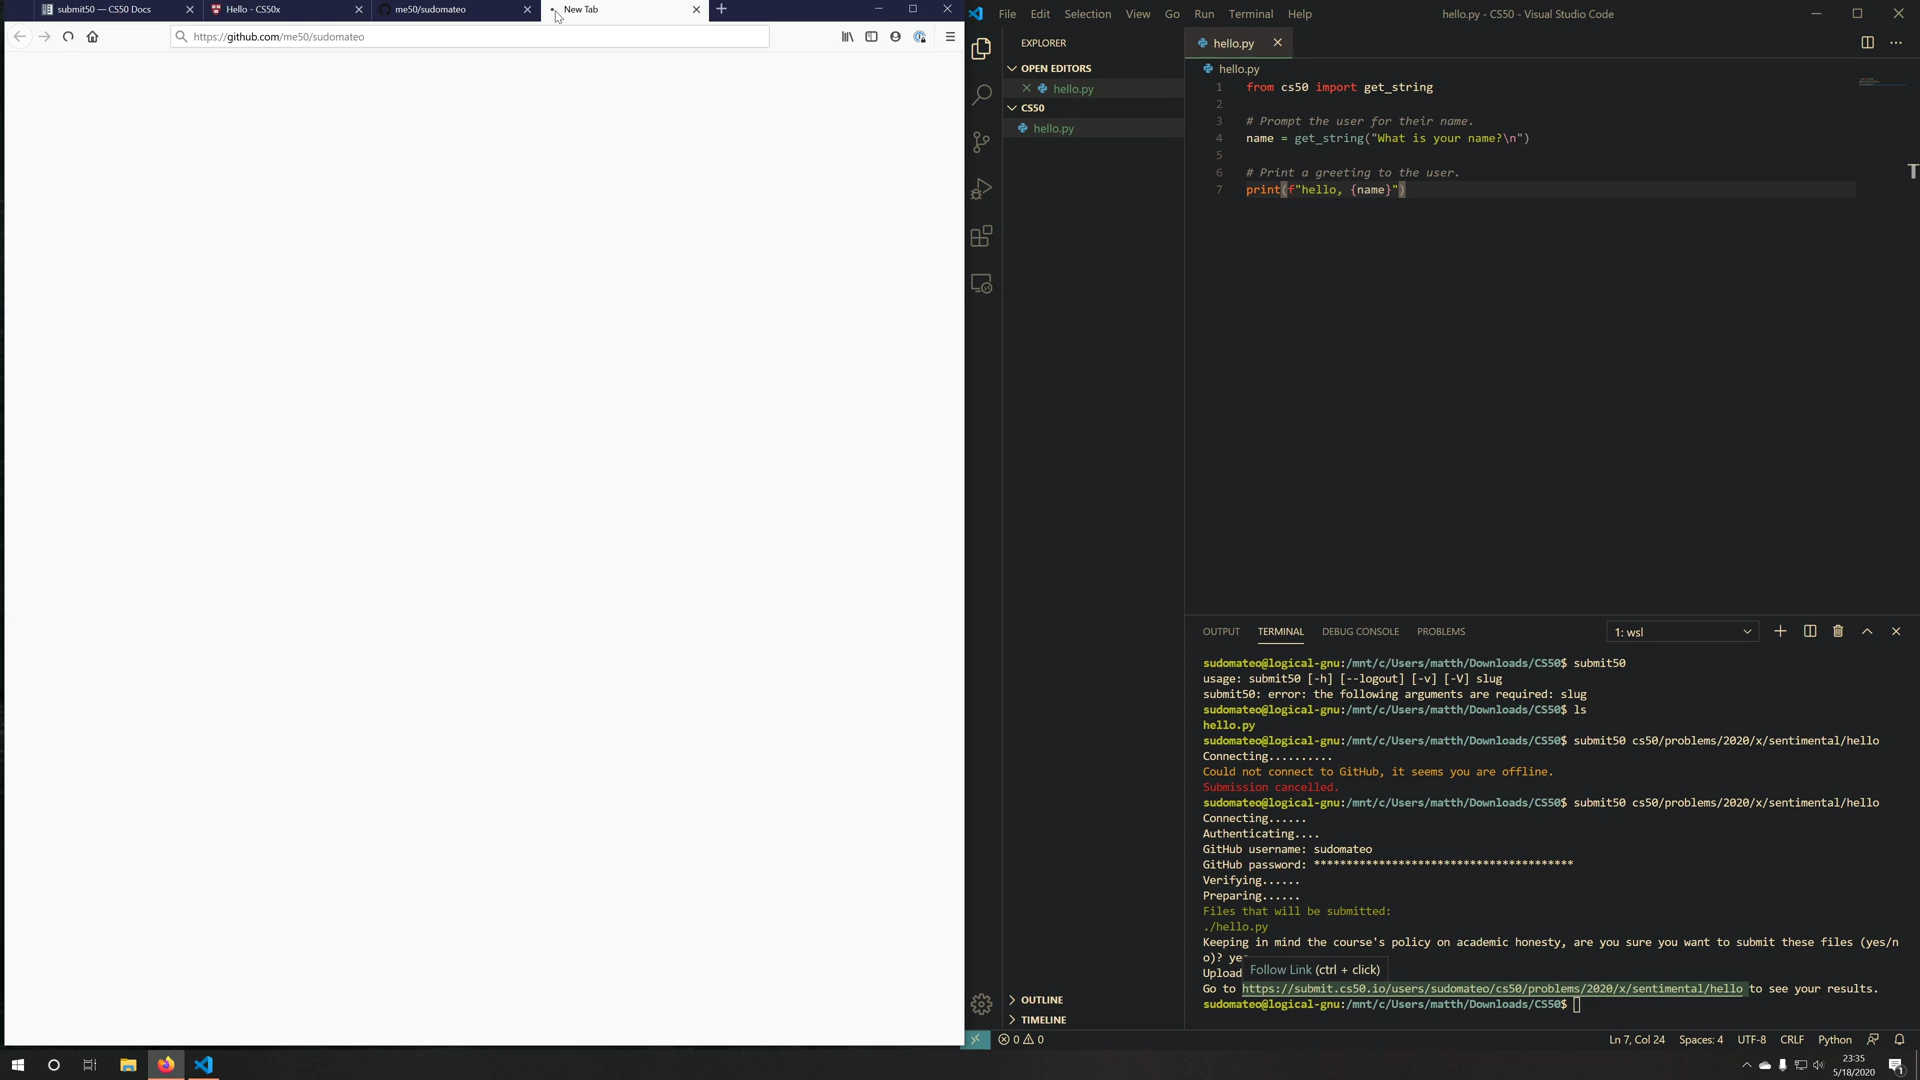 submit50 — CS50 Docs
Hello - CS50x
me50/sudomateo
New Tab
https://github.com/me50/sudomateo
File Edit Selection View Go Run Terminal Help
hello.py - CS50 - Visual Studio Code
EXPLORER
OPEN EDITORS
hello.py
CS50
hello.py
hello.py
hello.py
1 from cs50 import get_string
2
3 # Prompt the user for their name.
4 name = get_string("What is your name?\n")
5
6 # Print a greeting to the user.
7 print(f"hello, {name}")
T
OUTPUT TERMINAL DEBUG CONSOLE PROBLEMS
1: wsl
sudomateo@logical-gnu:/mnt/c/Users/matth/Downloads/CS50$ submit50
usage: submit50 [-h] [--logout] [-v] [-V] slug
submit50: error: the following arguments are required: slug
sudomateo@logical-gnu:/mnt/c/Users/matth/Downloads/CS50$ ls
hello.py
sudomateo@logical-gnu:/mnt/c/Users/matth/Downloads/CS50$ submit50 cs50/problems/2020/x/sentimental/hello
Connecting..........
Could not connect to GitHub, it seems you are offline.
Submission cancelled.
sudomateo@logical-gnu:/mnt/c/Users/matth/Downloads/CS50$ submit50 cs50/problems/2020/x/sentimental/hello
Connecting......
Authenticating....
GitHub username: sudomateo
GitHub password: ****************************************
Verifying......
Preparing......
Files that will be submitted:
./hello.py
Keeping in mind the course's policy on academic honesty, are you sure you want to submit these files (yes/n
o)? yes
Upload
Follow Link (ctrl + click)
Go to https://submit.cs50.io/users/sudomateo/cs50/problems/2020/x/sentimental/hello to see your results.
sudomateo@logical-gnu:/mnt/c/Users/matth/Downloads/CS50$
OUTLINE
TIMELINE
0 0
Ln 7, Col 24 Spaces: 4 UTF-8 CRLF Python
23:35
5/18/2020
1